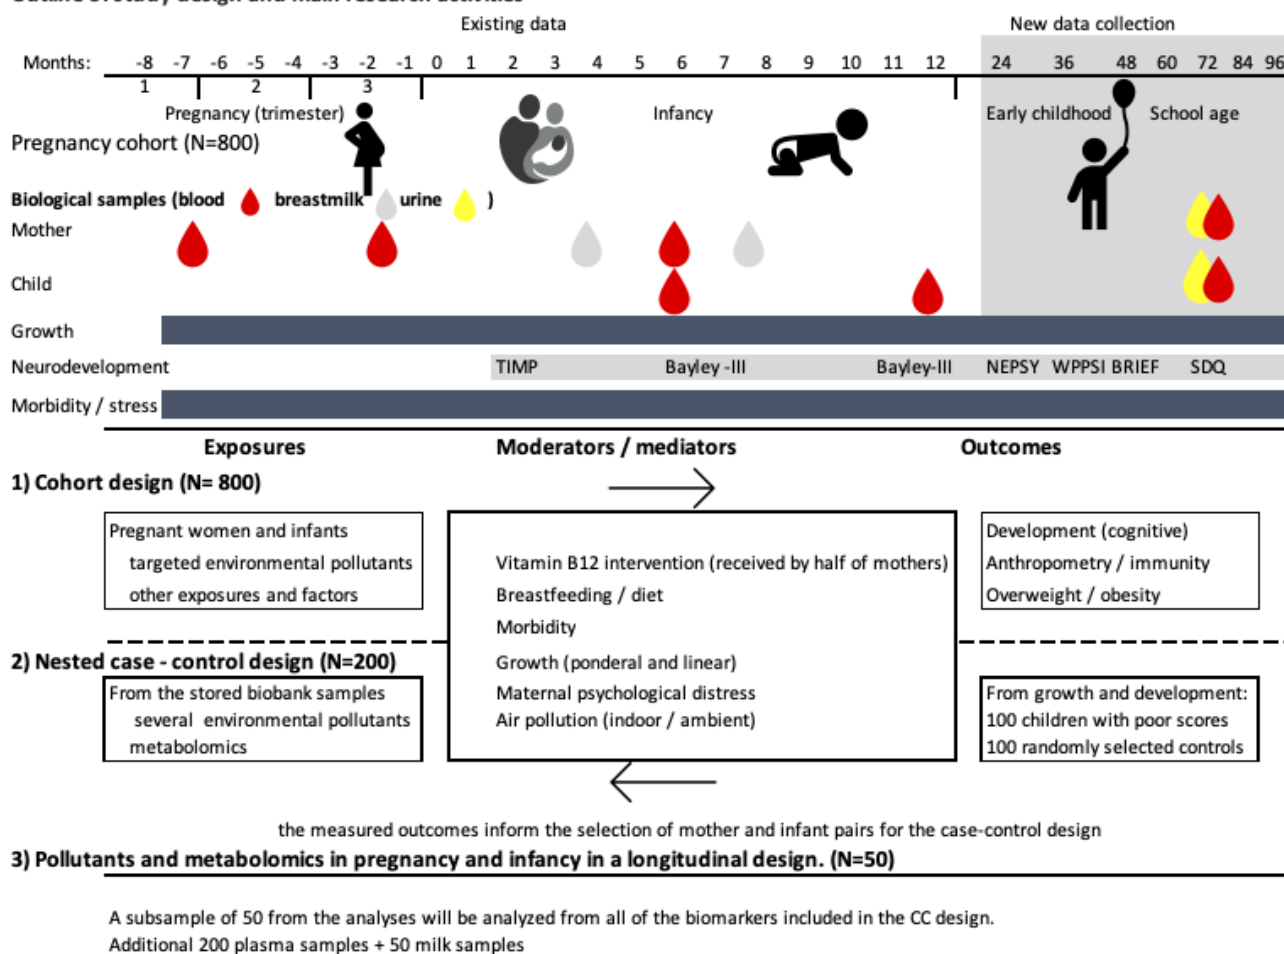 Outline of study design and main research activities
Existing data
New data collection
Months: -8 -7 -6 -5 -4 -3 -2 -1 0 1 2 3 4 5 6 7 8 9 10 11 12 24 36 48 60 72 84 96
1 2 3
Pregnancy (trimester) Infancy Early childhood School age
Pregnancy cohort (N=800)
Biological samples (blood breastmilk urine )
Mother
Child
Growth
Neurodevelopment TIMP Bayley -III Bayley-III NEPSY WPPSI BRIEF SDQ
Morbidity / stress
Exposures Moderators / mediators Outcomes
1) Cohort design (N= 800)
Pregnant women and infants
targeted environmental pollutants
other exposures and factors
Vitamin B12 intervention (received by half of mothers)
Breastfeeding / diet
Morbidity
Growth (ponderal and linear)
Maternal psychological distress
Air pollution (indoor / ambient)
Development (cognitive)
Anthropometry / immunity
Overweight / obesity
2) Nested case - control design (N=200)
From the stored biobank samples
several environmental pollutants
metabolomics
From growth and development:
100 children with poor scores
100 randomly selected controls
the measured outcomes inform the selection of mother and infant pairs for the case-control design
3) Pollutants and metabolomics in pregnancy and infancy in a longitudinal design. (N=50)
A subsample of 50 from the analyses will be analyzed from all of the biomarkers included in the CC design.
Additional 200 plasma samples + 50 milk samples